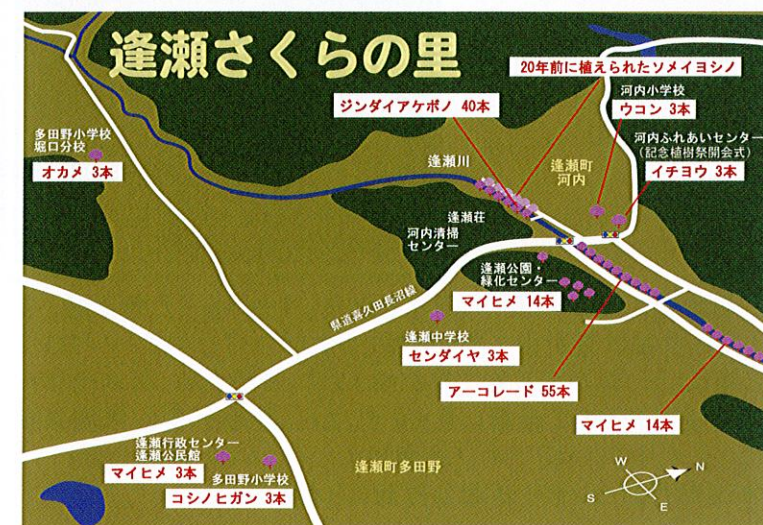 逢瀬さくらの里
20年前に植えられたソメイヨシノ
河内小学校
ウコン 3本
ジンダイアケボノ 40本
多田野小学校
堀口分校
オカメ 3本
河内ふれあいセンター
(記念植樹祭開会式)
イチヨウ 3本
逢瀬川
逢瀬町
河内
逢瀬荘
河内清掃
センター
逢瀬公園・
緑化センター
マイヒメ 14本
県道喜久田長沼線
逢瀬中学校
センダイヤ 3本
アーコレード 55本
マイヒメ 14本
逢瀬行政センター
逢瀬公民館
マイヒメ 3本
多田野小学校
コシノヒガン 3本
逢瀬町多田野
W
N
S
E